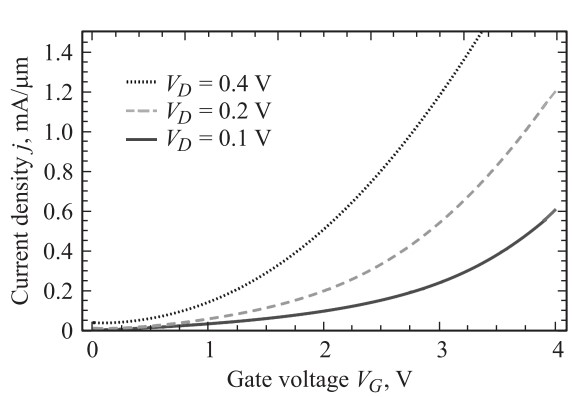 1.4
1.2
1.0
0.8
0.6
0.4
0.2
0
Current density j, mA/μm
V_D = 0.4 V
V_D = 0.2 V
V_D = 0.1 V
0 1 2 3 4
Gate voltage V_G, V